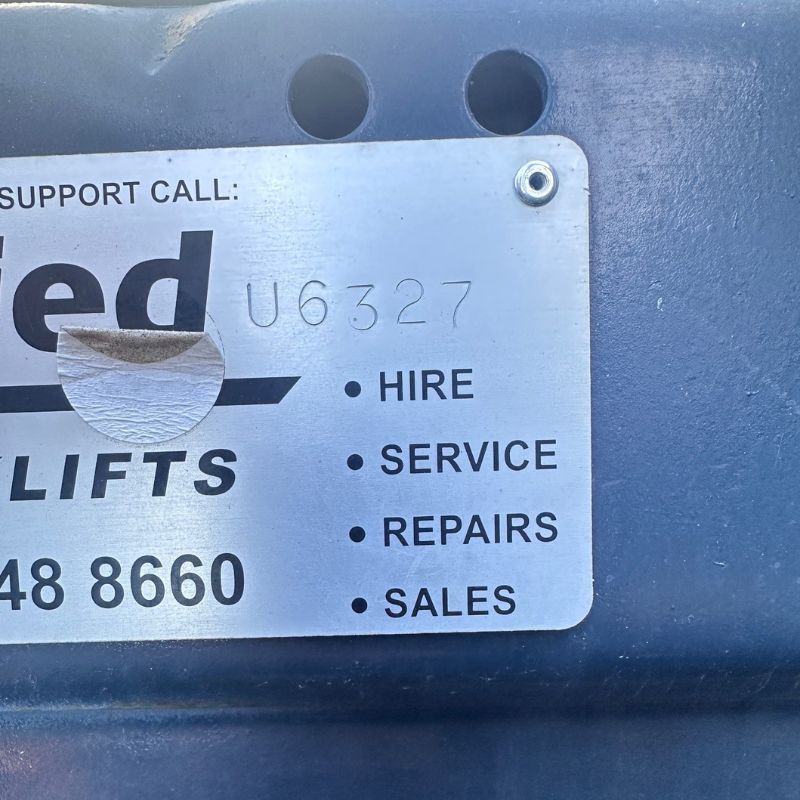 SUPPORT CALL:
ied U6327
LIFTS
48 8660
• HIRE
• SERVICE
• REPAIRS
• SALES